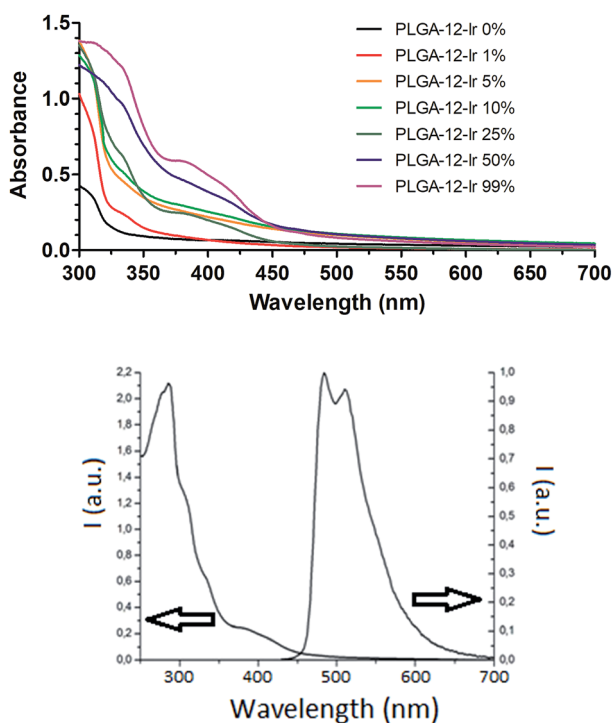 Absorbance
1.5
1.0
0.5
0.0
300 350 400 450 500 550 600 650 700
Wavelength (nm)
PLGA-12-Ir 0%
PLGA-12-Ir 1%
PLGA-12-Ir 5%
PLGA-12-Ir 10%
PLGA-12-Ir 25%
PLGA-12-Ir 50%
PLGA-12-Ir 99%
I (a.u.)
2,2
2,0
1,8
1,6
1,4
1,2
1,0
0,8
0,6
0,4
0,2
0,0
1,0
0,9
0,8
0,7
0,6
0,5
0,4
0,3
0,2
0,1
0,0
I (a.u.)
300 400 500 600 700
Wavelength (nm)